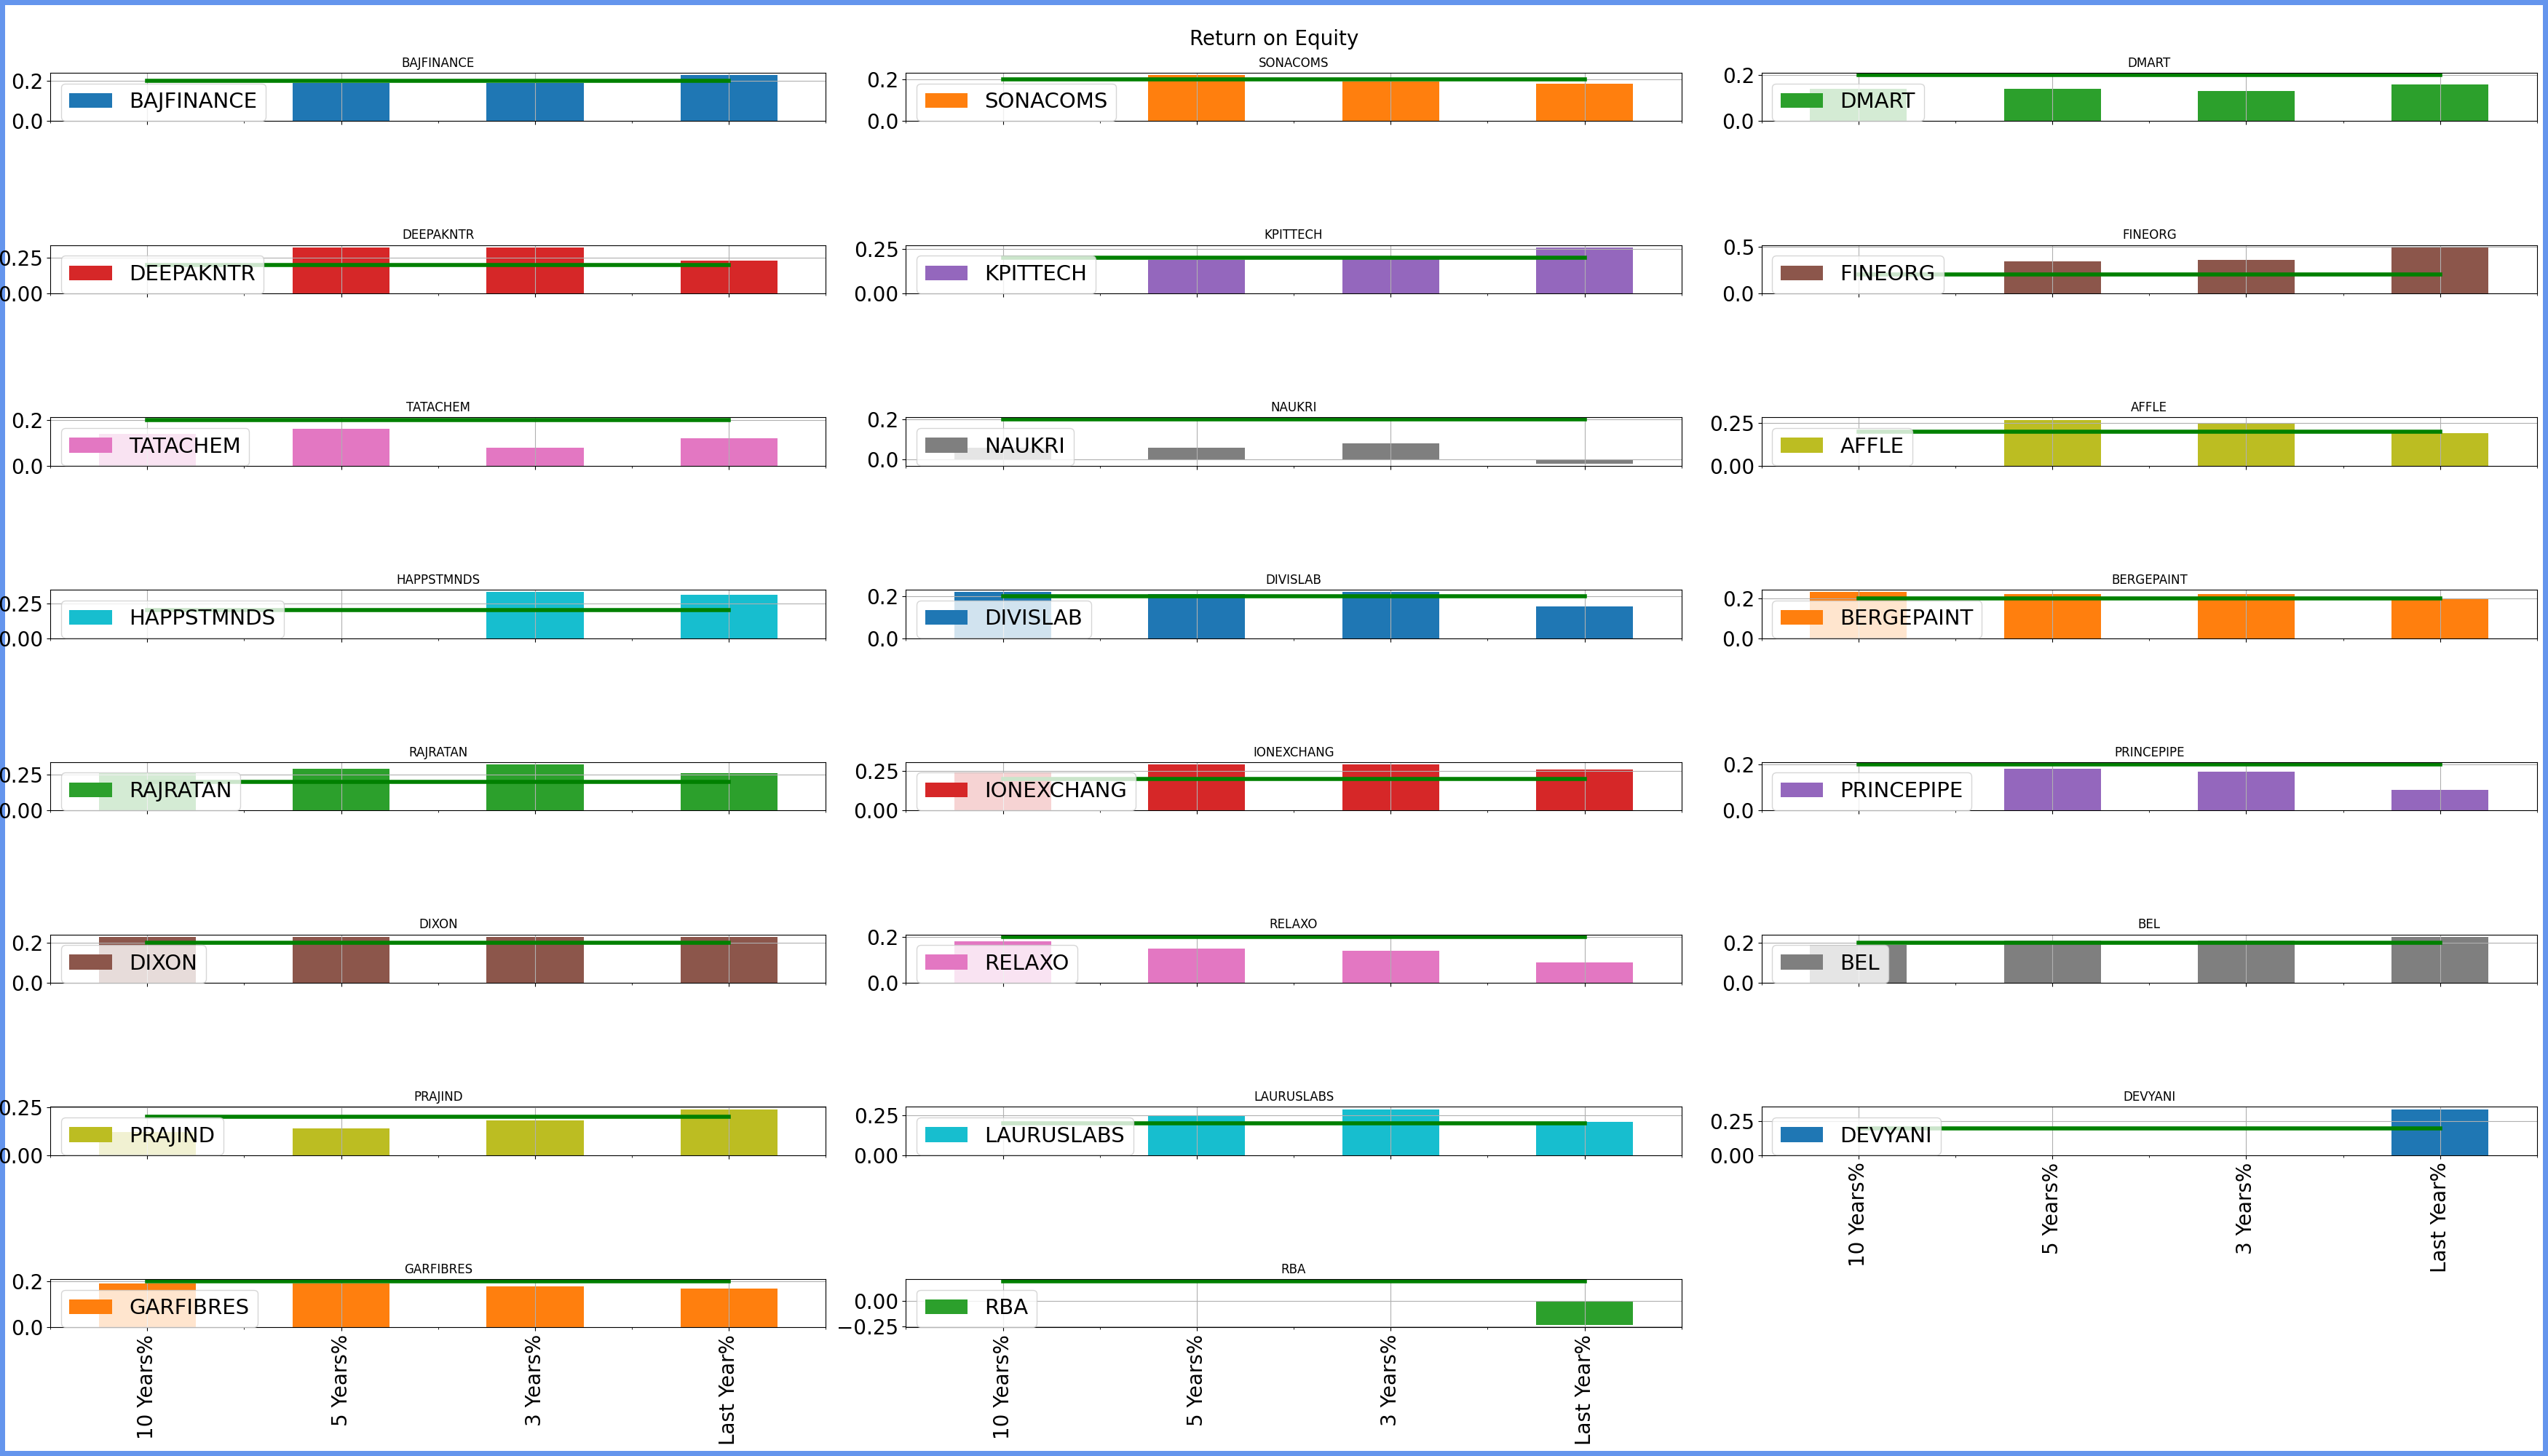 Return on Equity
BAJFINANCE
0.2
0.0
BAJFINANCE
SONACOMS
0.2
0.0
SONACOMS
DMART
0.2
0.0
DMART
DEEPAKNTR
0.25
0.00
DEEPAKNTR
KPITTECH
0.25
0.00
KPITTECH
FINEORG
0.5
0.0
FINEORG
TATACHEM
0.2
0.0
TATACHEM
NAUKRI
0.2
0.0
NAUKRI
AFFLE
0.25
0.00
AFFLE
HAPPSTMNDS
0.25
0.00
HAPPSTMNDS
DIVISLAB
0.2
0.0
DIVISLAB
BERGEPAINT
0.2
0.0
BERGEPAINT
RAJRATAN
0.25
0.00
RAJRATAN
IONEXCHANG
0.25
0.00
IONEXCHANG
PRINCEPIPE
0.2
0.0
PRINCEPIPE
DIXON
0.2
0.0
DIXON
RELAXO
0.2
0.0
RELAXO
BEL
0.2
0.0
BEL
PRAJIND
0.25
0.00
PRAJIND
LAURUSLABS
0.25
0.00
LAURUSLABS
DEVYANI
0.25
0.00
DEVYANI
10 Years%
5 Years%
3 Years%
Last Year%
GARFIBRES
0.2
0.0
GARFIBRES
10 Years%
5 Years%
3 Years%
Last Year%
RBA
0.00
−0.25
RBA
10 Years%
5 Years%
3 Years%
Last Year%